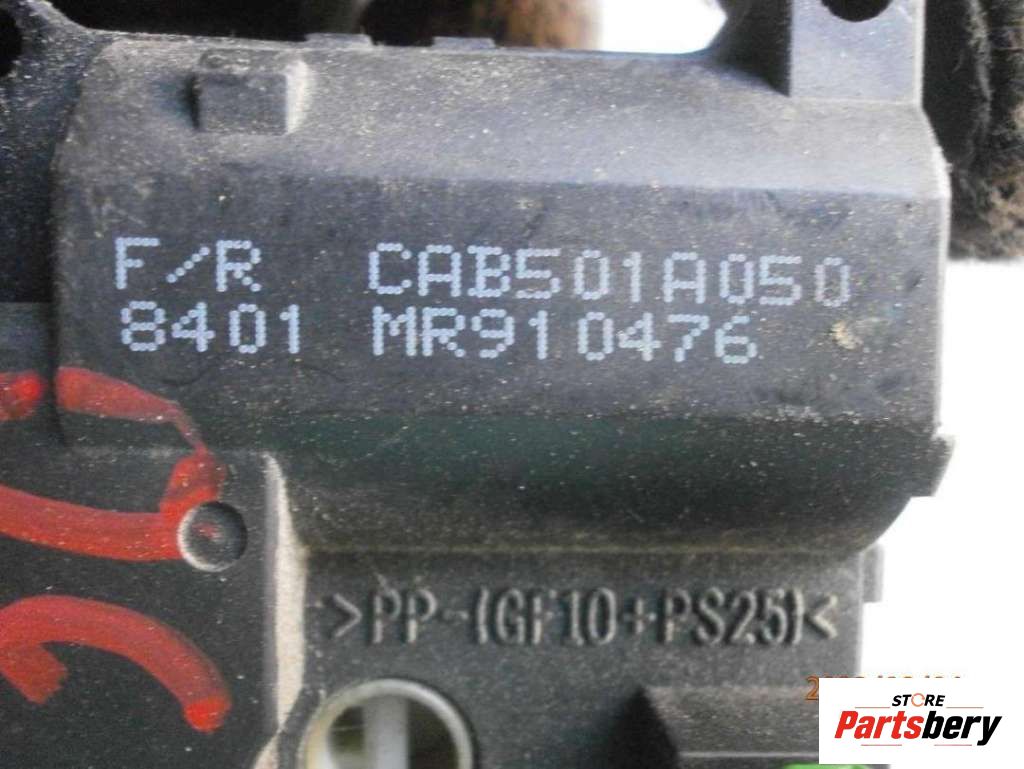 F/R CAB501A050
8401 MR910476
>PP-(GF10+PS25)<
STORE
Partsbery